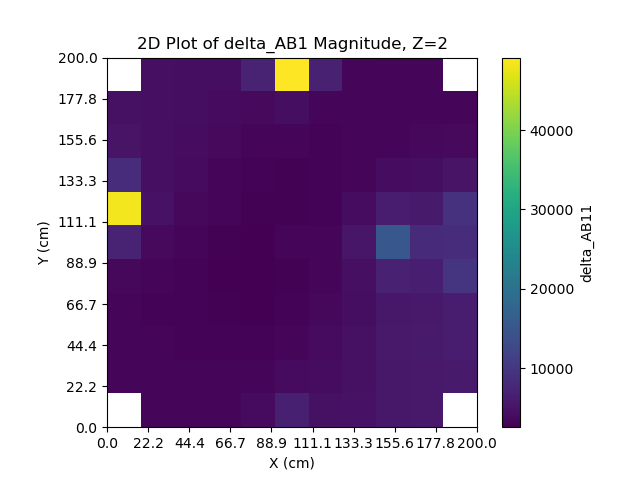 2D Plot of delta_AB1 Magnitude, Z=2
200.0
177.8
155.6
133.3
111.1
88.9
66.7
44.4
22.2
0.0
Y (cm)
0.0 22.2 44.4 66.7 88.9 111.1 133.3 155.6 177.8 200.0
X (cm)
40000
30000
20000
10000
delta_AB11